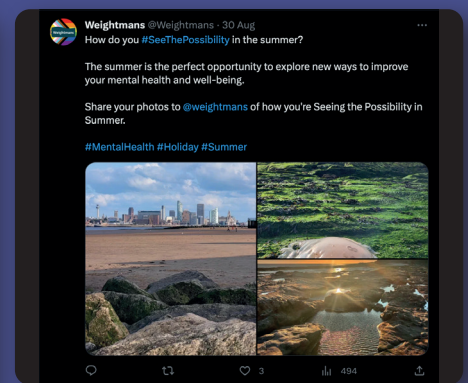 Weightmans @Weightmans · 30 Aug
How do you #SeeThePossibility in the summer?
The summer is the perfect opportunity to explore new ways to improve
your mental health and well-being.
Share your photos to @weightmans of how you're Seeing the Possibility in
Summer.
#MentalHealth #Holiday #Summer
3
494